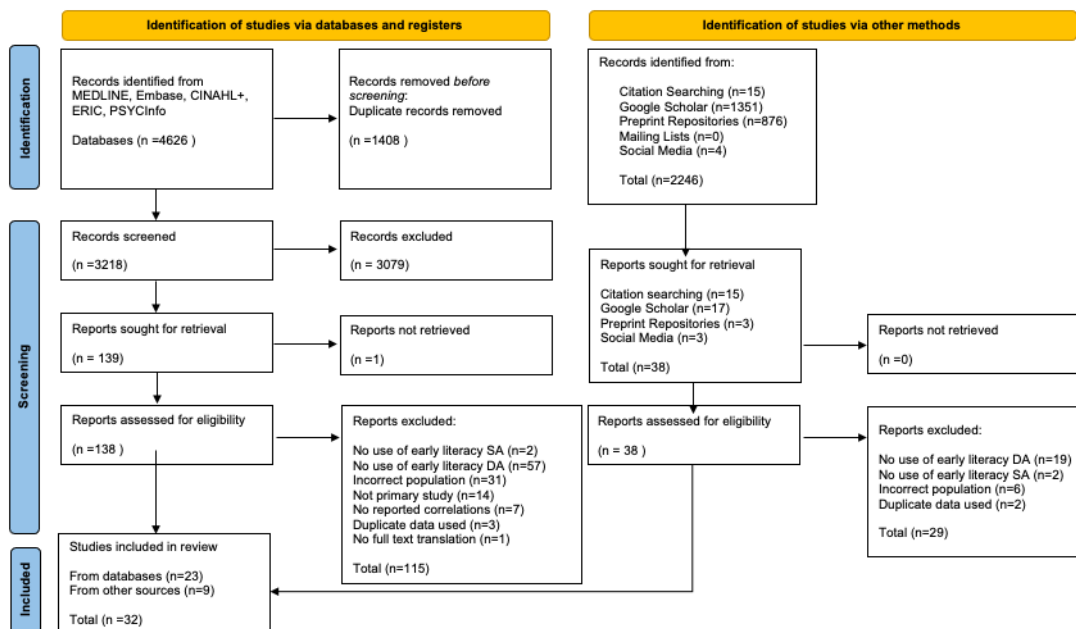 Identification of studies via databases and registers
Identification of studies via other methods
Identification
Records identified from
MEDLINE, Embase, CINAHL+,
ERIC, PSYCInfo
Databases (n =4626 )
Records removed before
screening:
Duplicate records removed
(n =1408 )
Records identified from:
Citation Searching (n=15)
Google Scholar (n=1351)
Preprint Repositories (n=876)
Mailing Lists (n=0)
Social Media (n=4)
Total (n=2246)
Screening
Records screened
(n =3218)
Records excluded
(n = 3079)
Reports sought for retrieval
(n = 139)
Reports not retrieved
(n =1)
Reports sought for retrieval
Citation searching (n=15)
Google Scholar (n=17)
Preprint Repositories (n=3)
Social Media (n=3)
Total (n=38)
Reports not retrieved
(n =0)
Reports assessed for eligibility
(n =138 )
Reports excluded:
No use of early literacy SA (n=2)
No use of early literacy DA (n=57)
Incorrect population (n=31)
Not primary study (n=14)
No reported correlations (n=7)
Duplicate data used (n=3)
No full text translation (n=1)
Total (n=115)
Reports assessed for eligibility
(n = 38 )
Reports excluded:
No use of early literacy DA (n=19)
No use of early literacy SA (n=2)
Incorrect population (n=6)
Duplicate data used (n=2)
Total (n=29)
Included
Studies included in review
From databases (n=23)
From other sources (n=9)
Total (n =32)